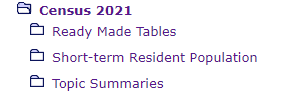 Census 2021
Ready Made Tables
Short-term Resident Population
Topic Summaries